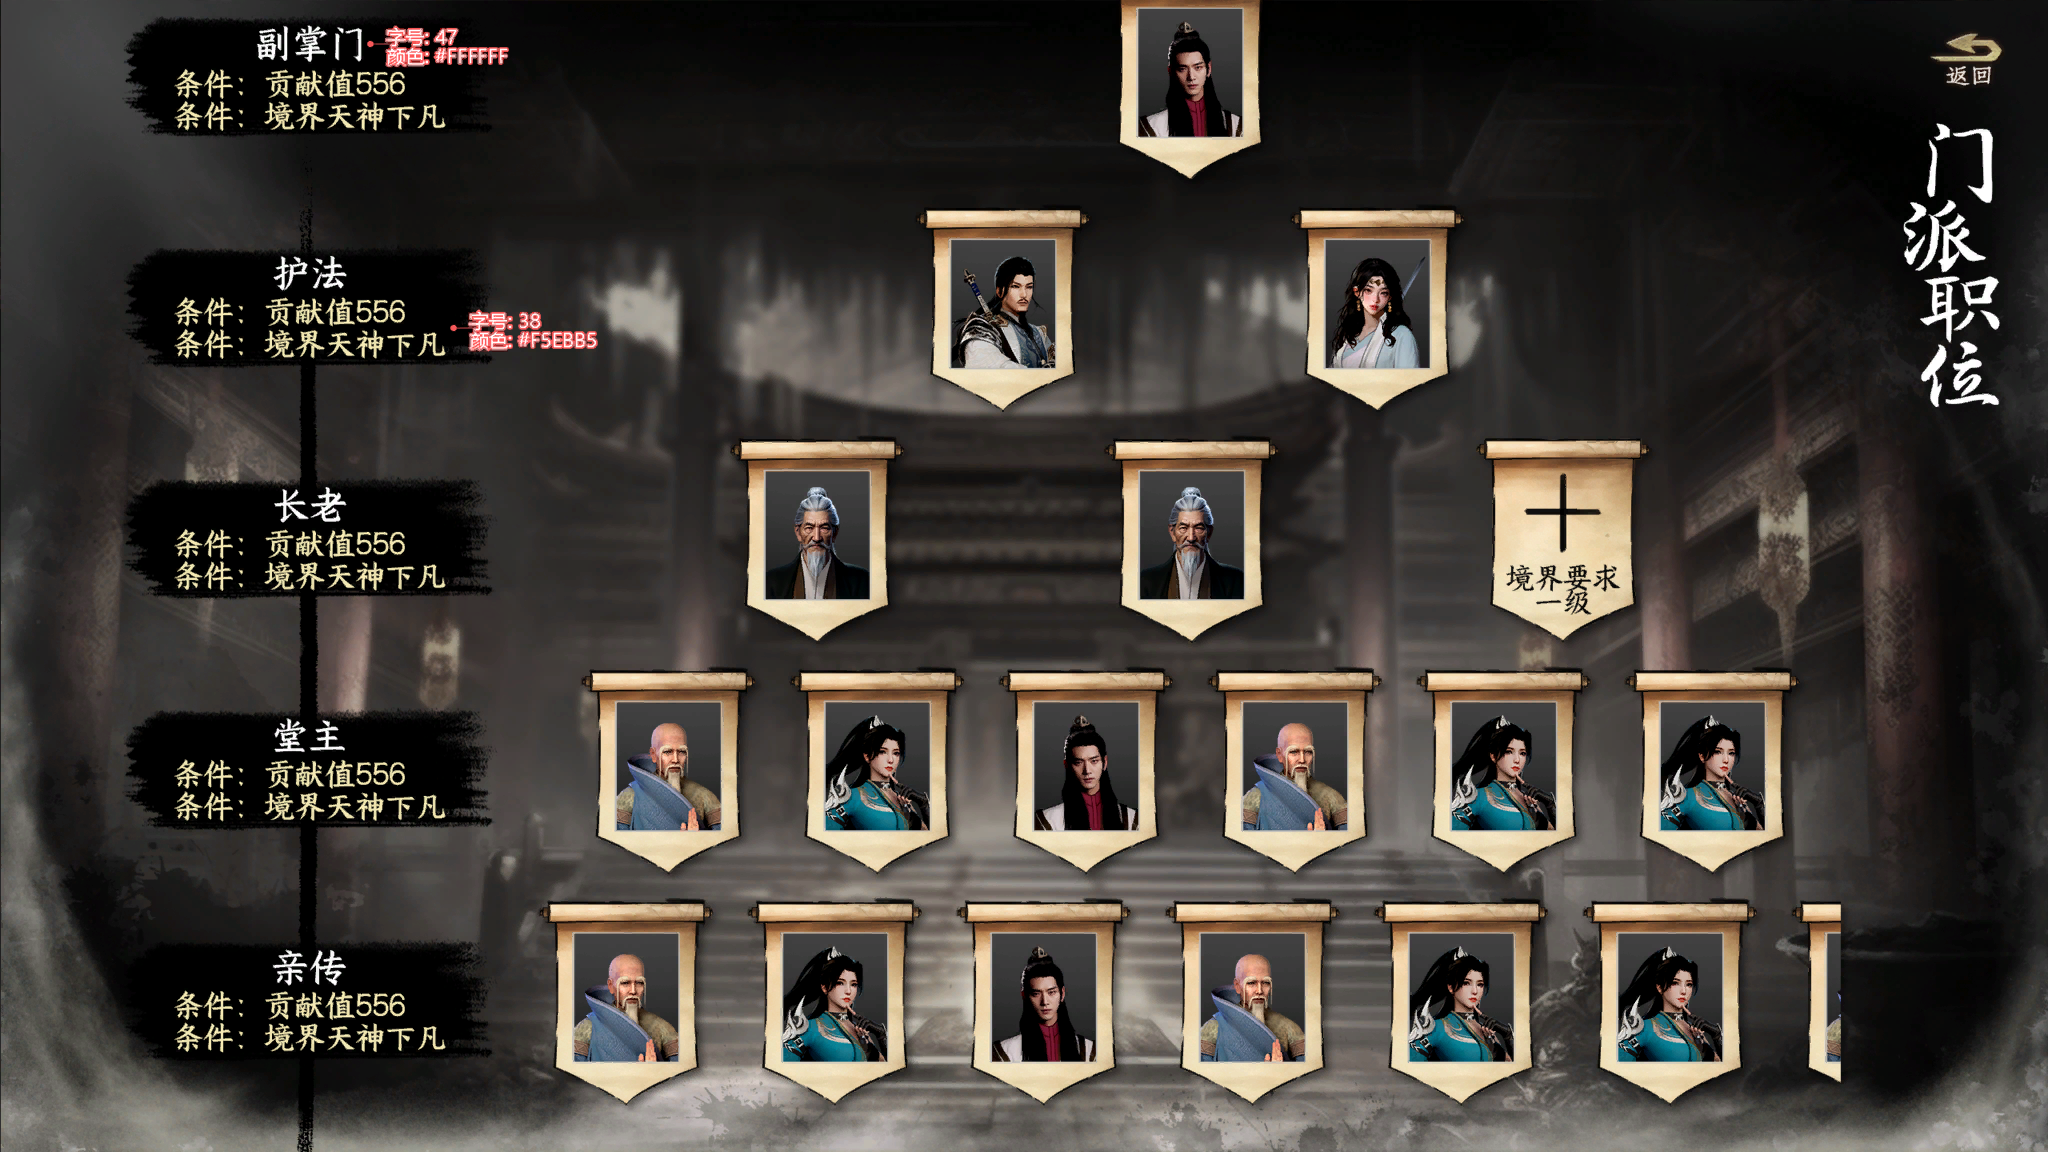 副掌门
字号: 47
颜色: #FFFFFF
条件：贡献值556
条件：境界天神下凡
护法
条件：贡献值556
条件：境界天神下凡
字号: 38
颜色: #F5EBB5
长老
条件：贡献值556
条件：境界天神下凡
堂主
条件：贡献值556
条件：境界天神下凡
亲传
条件：贡献值556
条件：境界天神下凡
境界要求
一级
返回
门派职位